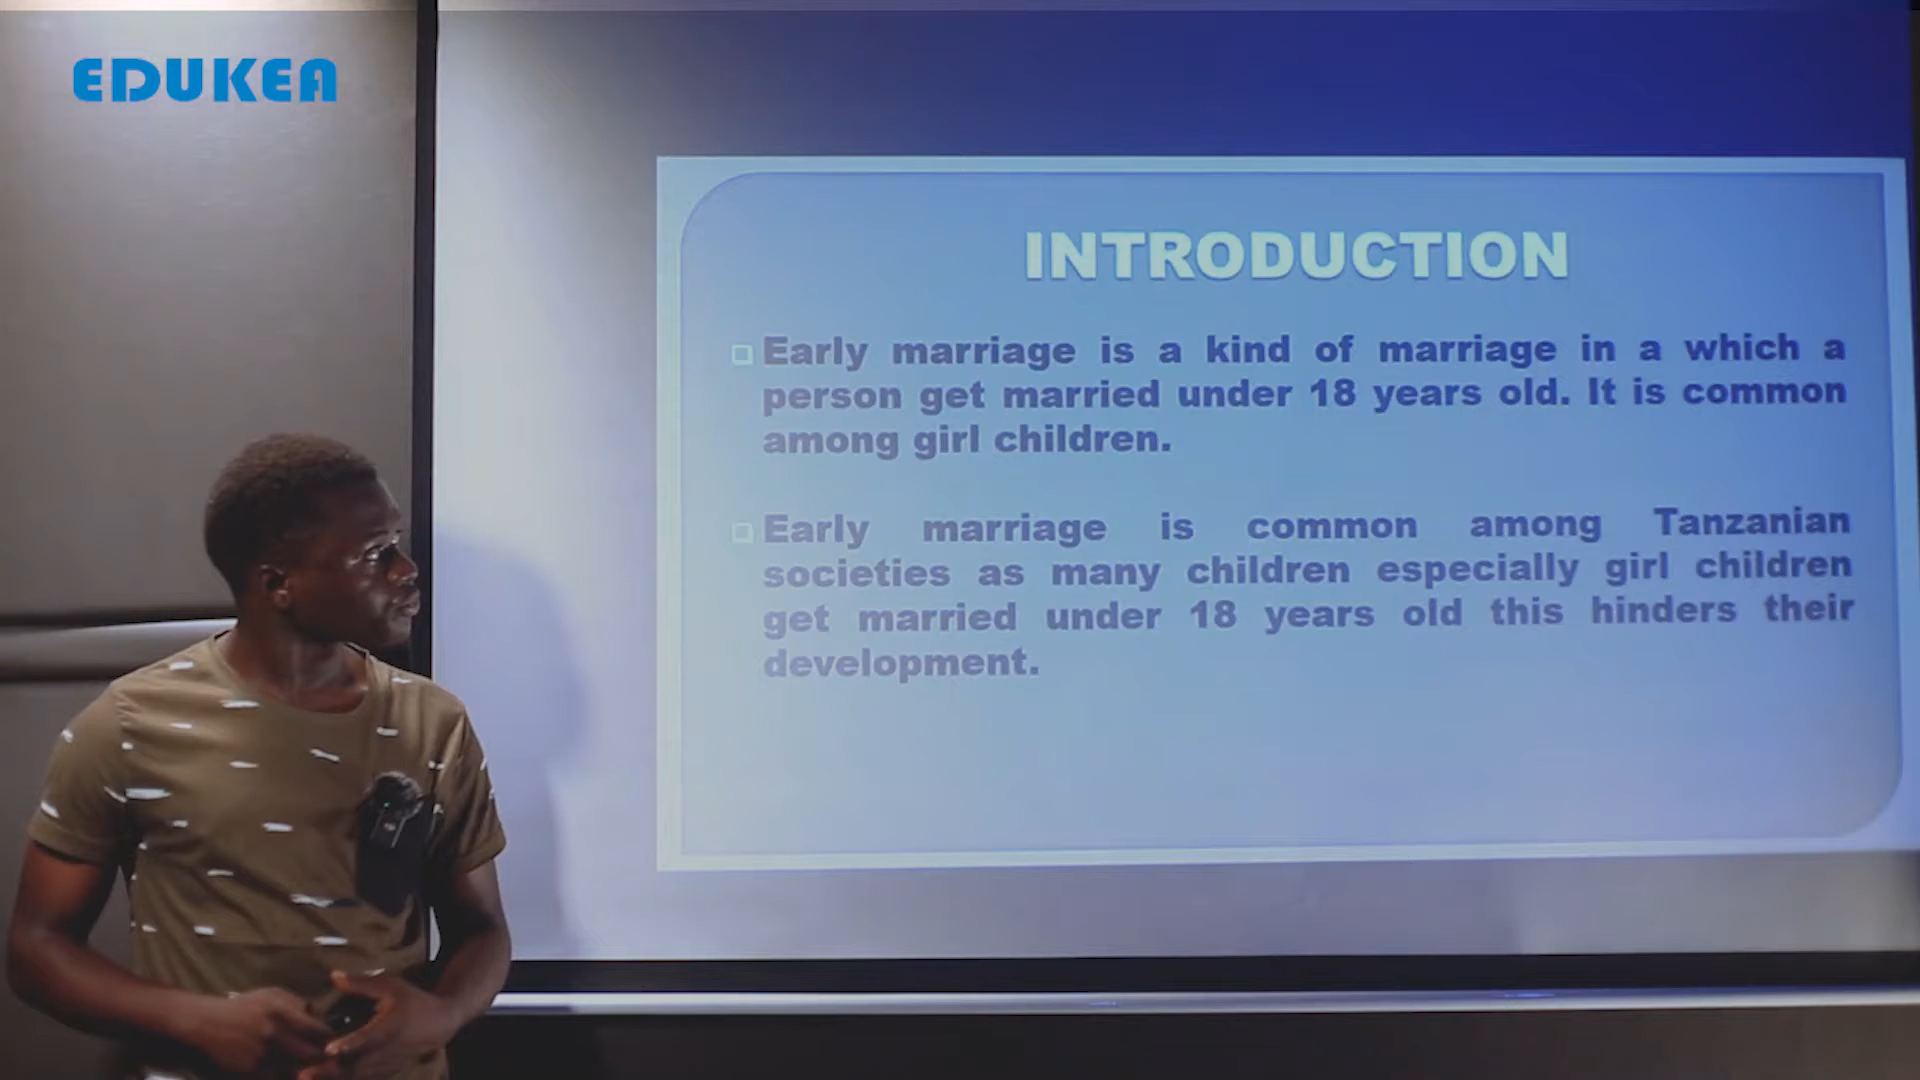 EDUKEA
INTRODUCTION
Early marriage is a kind of marriage in a which a
person get married under 18 years old. It is common
among girl children.
Early marriage is common among Tanzanian
societies as many children especially girl children
get married under 18 years old this hinders their
development.